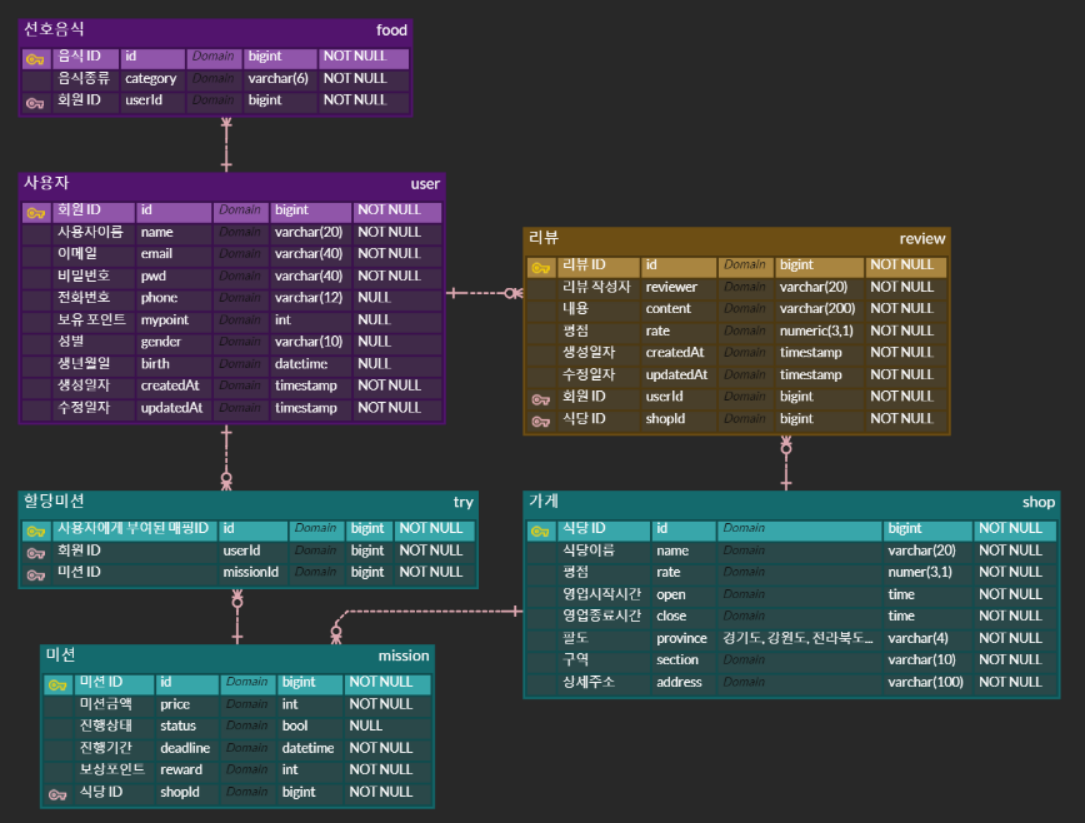 선호음식 food
음식 ID id Domain bigint NOT NULL
음식종류 category Domain varchar(6) NOT NULL
회원 ID userId Domain bigint NOT NULL
사용자 user
회원 ID id Domain bigint NOT NULL
사용자이름 name Domain varchar(20) NOT NULL
이메일 email Domain varchar(40) NOT NULL
비밀번호 pwd Domain varchar(40) NOT NULL
전화번호 phone Domain varchar(12) NULL
보유 포인트 mypoint Domain int NULL
성별 gender Domain varchar(10) NULL
생년월일 birth Domain datetime NULL
생성일자 createdAt Domain timestamp NOT NULL
수정일자 updatedAt Domain timestamp NOT NULL
리뷰 review
리뷰 ID id Domain bigint NOT NULL
리뷰 작성자 reviewer Domain varchar(20) NOT NULL
내용 content Domain varchar(200) NOT NULL
평점 rate Domain numeric(3,1) NOT NULL
생성일자 createdAt Domain timestamp NOT NULL
수정일자 updatedAt Domain timestamp NOT NULL
회원 ID userId Domain bigint NOT NULL
식당 ID shopId Domain bigint NOT NULL
할당미션 try
사용자에게 부여된 매핑ID id Domain bigint NOT NULL
회원 ID userId Domain bigint NOT NULL
미션 ID missionId Domain bigint NOT NULL
가게 shop
식당 ID id Domain bigint NOT NULL
식당이름 name Domain varchar(20) NOT NULL
평점 rate Domain numer(3,1) NOT NULL
영업시작시간 open Domain time NOT NULL
영업종료시간 close Domain time NOT NULL
팔도 province 경기도, 강원도, 전라북도... varchar(4) NOT NULL
구역 section Domain varchar(10) NOT NULL
상세주소 address Domain varchar(100) NOT NULL
미션 mission
미션 ID id Domain bigint NOT NULL
미션금액 price Domain int NOT NULL
진행상태 status Domain bool NULL
진행기간 deadline Domain datetime NOT NULL
보상포인트 reward Domain int NOT NULL
식당 ID shopId Domain bigint NOT NULL